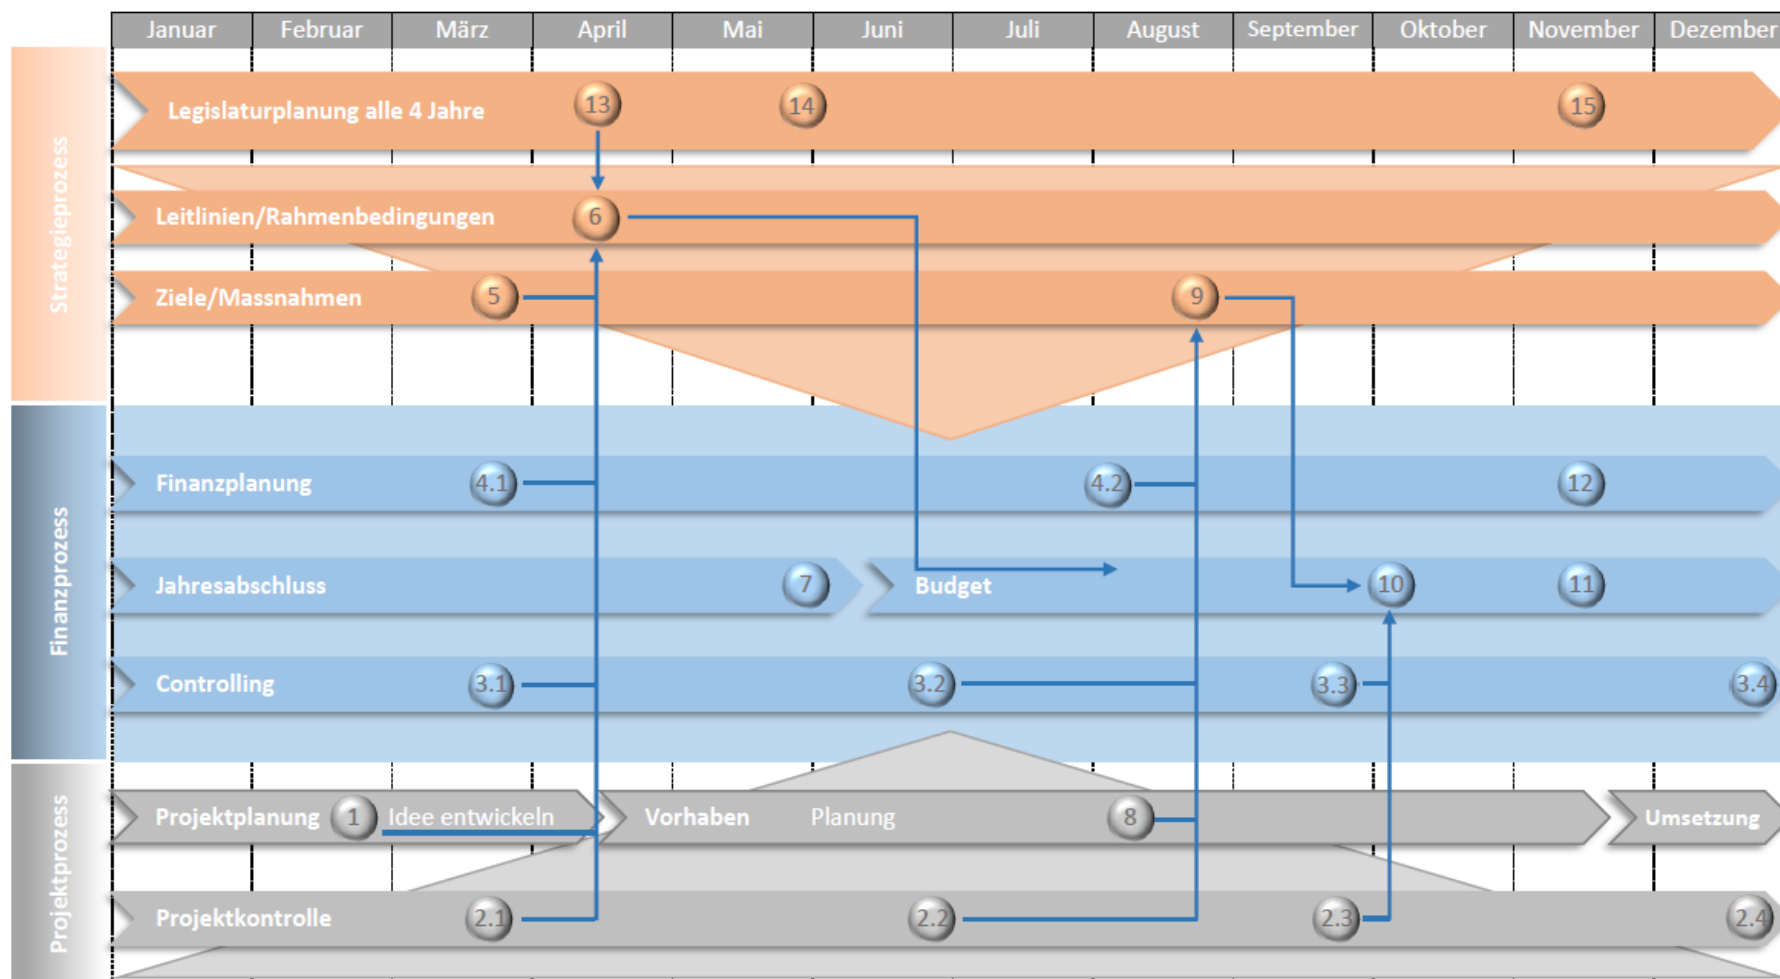 Januar Februar März April Mai Juni Juli August September Oktober November Dezember
Strategieprozess
Legislaturplanung alle 4 Jahre 13 14 15
Leitlinien/Rahmenbedingungen 6
Ziele/Massnahmen 5 9
Finanzprozess
Finanzplanung 4.1 4.2 12
Jahresabschluss 7 Budget 10 11
Controlling 3.1 3.2 3.3 3.4
Projektprozess
Projektplanung 1 Idee entwickeln Vorhaben Planung 8 Umsetzung
Projektkontrolle 2.1 2.2 2.3 2.4